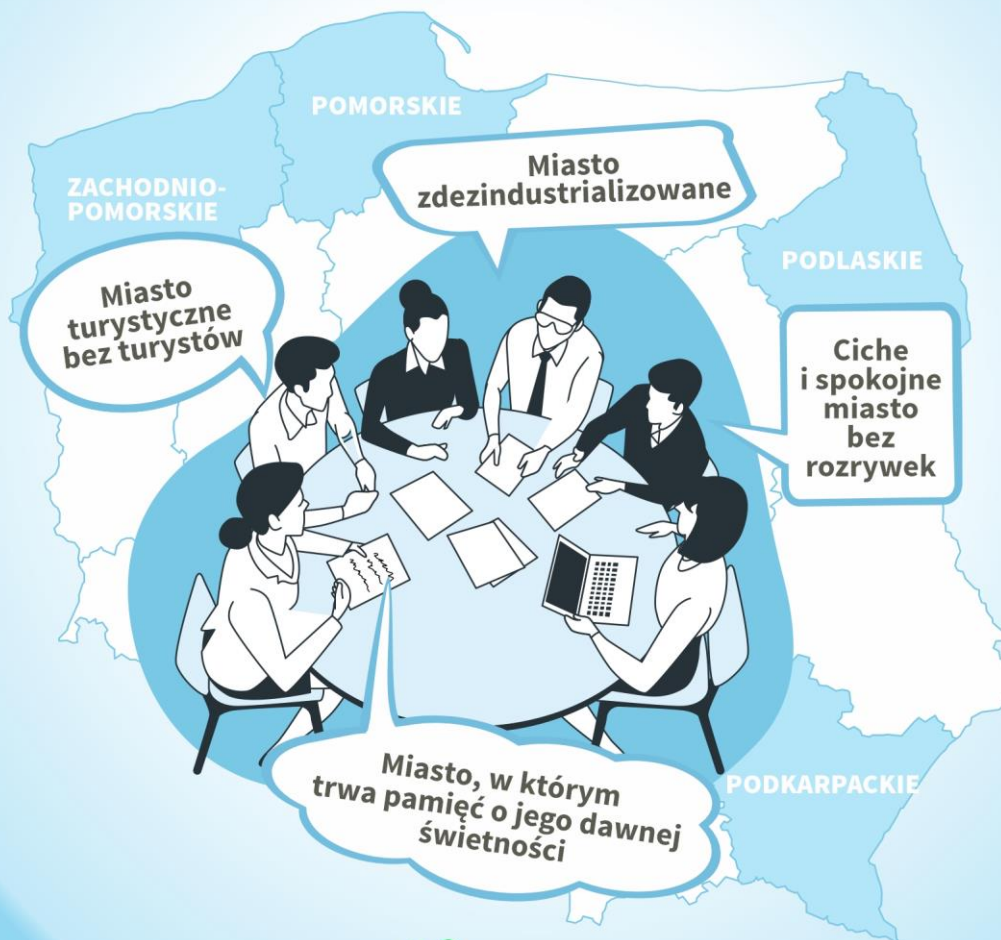 POMORSKIE
Miasto
zdezindustrializowane
ZACHODNIO-
POMORSKIE
PODLASKIE
Miasto
turystyczne
bez turystów
Ciche
i spokojne
miasto
bez
rozrywek
Miasto, w którym
trwa pamięć o jego dawnej
świetności
PODKARPACKIE